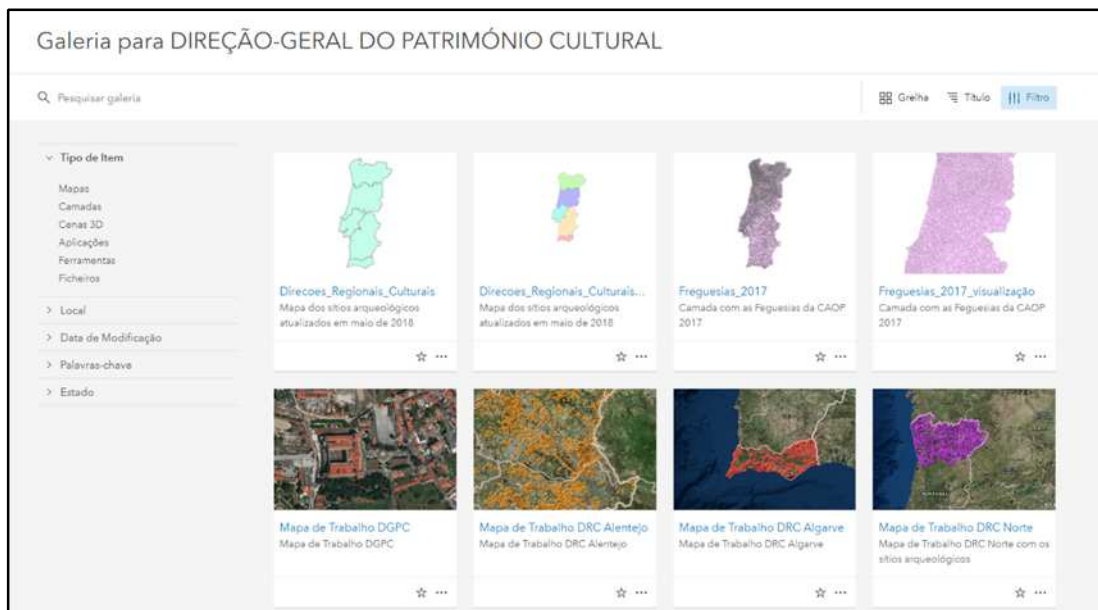 Galeria para DIREÇÃO-GERAL DO PATRIMÓNIO CULTURAL
Pesquisar galeria
Grelha
Título
Filtro
Tipo de Item
Mapas
Camadas
Cenas 3D
Aplicações
Ferramentas
Ficheiros
Local
Data de Modificação
Palavras-chave
Estado
Direcoes_Regionais_Culturais
Mapa dos sítios arqueológicos
atualizados em maio de 2018
Direcoes_Regionais_Culturais...
Mapa dos sítios arqueológicos
atualizados em maio de 2018
Freguesias_2017
Camada com as Feguesias da CAOP
2017
Freguesias_2017_visualização
Camada com as Feguesias da CAOP
2017
Mapa de Trabalho DGPC
Mapa de Trabalho DGPC
Mapa de Trabalho DRC Alentejo
Mapa de Trabalho DRC Alentejo
Mapa de Trabalho DRC Algarve
Mapa de Trabalho DRC Algarve
Mapa de Trabalho DRC Norte
Mapa de Trabalho DRC Norte com os
sítios arqueológicos